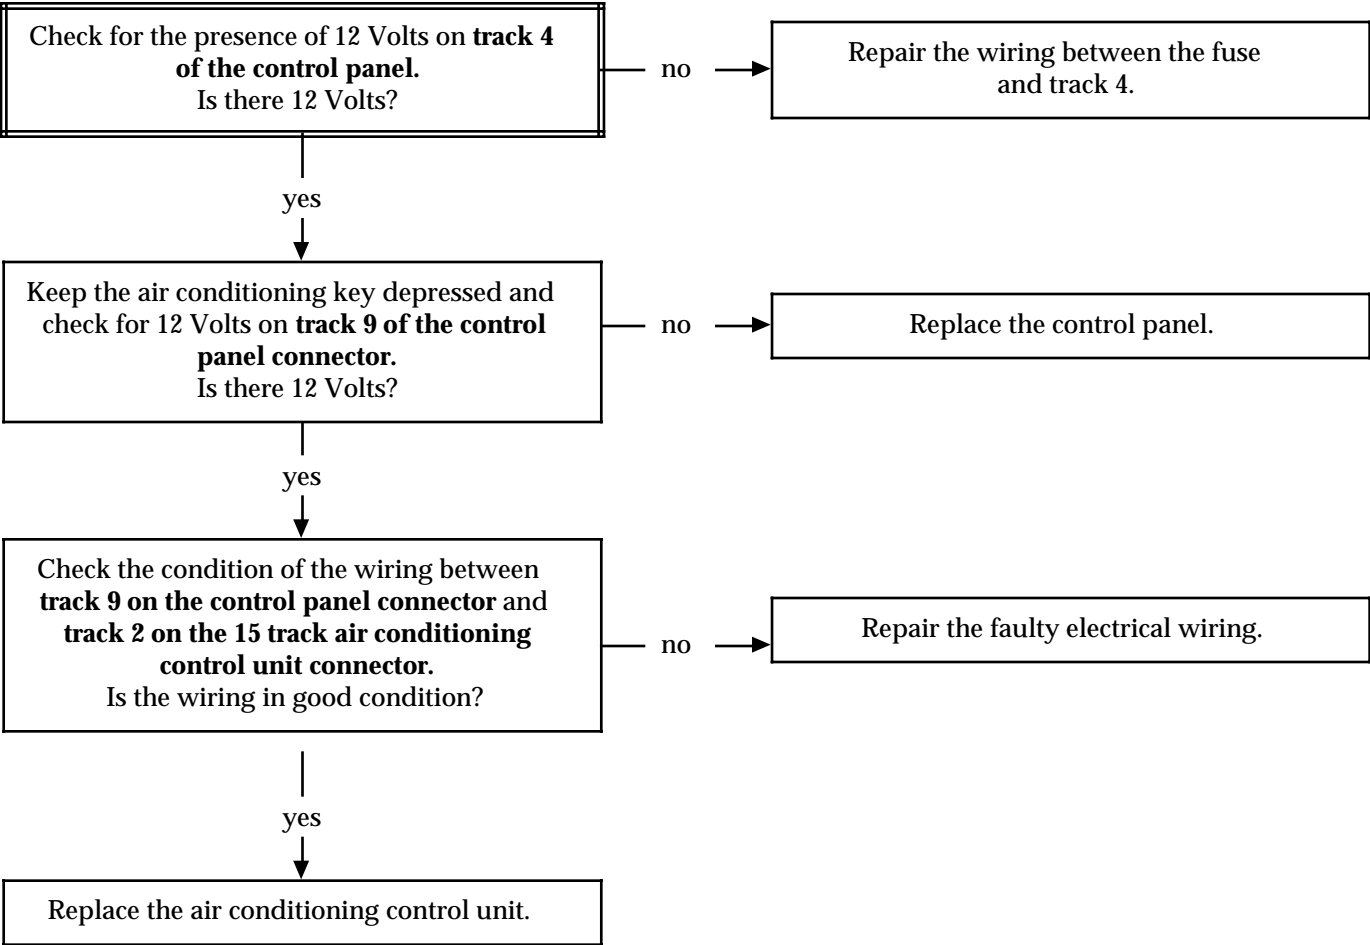 Check for the presence of 12 Volts on track 4
of the control panel.
Is there 12 Volts?
no
Repair the wiring between the fuse
and track 4.
yes
Keep the air conditioning key depressed and
check for 12 Volts on track 9 of the control
panel connector.
Is there 12 Volts?
no
Replace the control panel.
yes
Check the condition of the wiring between
track 9 on the control panel connector and
track 2 on the 15 track air conditioning
control unit connector.
Is the wiring in good condition?
no
Repair the faulty electrical wiring.
yes
Replace the air conditioning control unit.